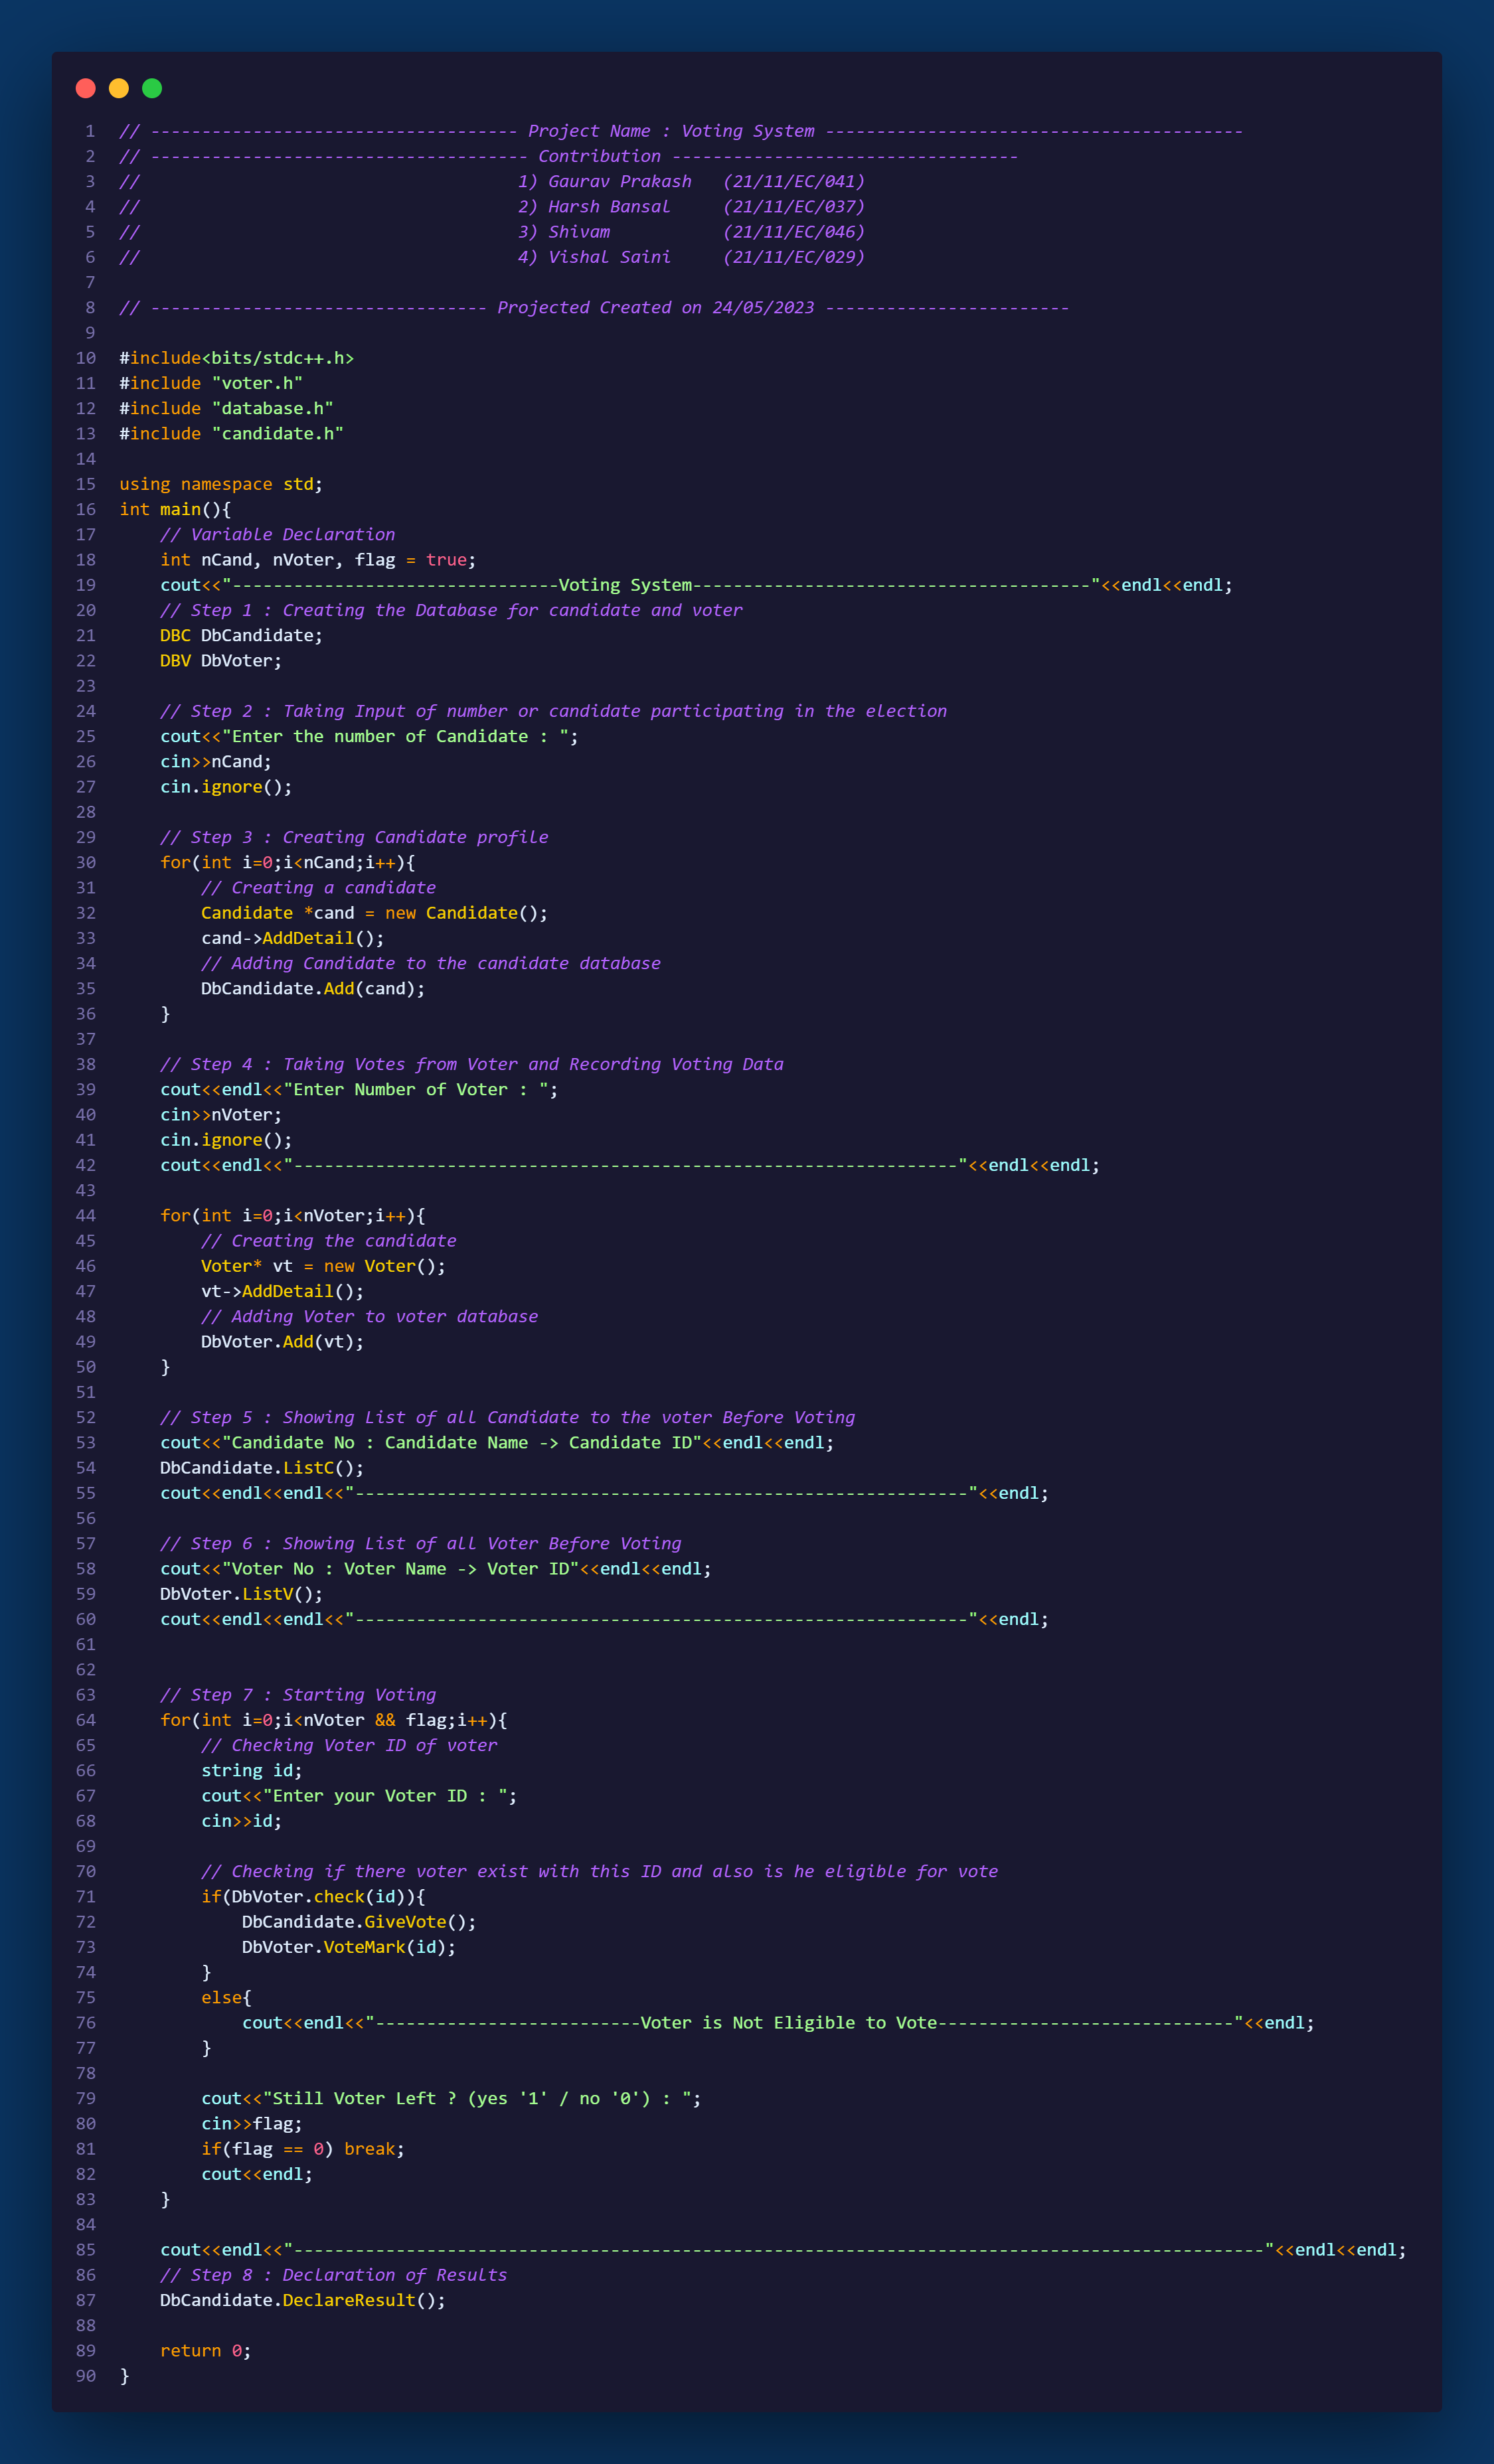 1 // ------------------------------------ Project Name : Voting System -----------------------------------------
2 // ------------------------------------- Contribution ----------------------------------
3 //                                     1) Gaurav Prakash   (21/11/EC/041)
4 //                                     2) Harsh Bansal     (21/11/EC/037)
5 //                                     3) Shivam           (21/11/EC/046)
6 //                                     4) Vishal Saini     (21/11/EC/029)
7
8 // --------------------------------- Projected Created on 24/05/2023 ------------------------
9
10 #include<bits/stdc++.h>
11 #include "voter.h"
12 #include "database.h"
13 #include "candidate.h"
14
15 using namespace std;
16 int main(){
17     // Variable Declaration
18     int nCand, nVoter, flag = true;
19     cout<<"--------------------------------Voting System---------------------------------------"<<endl<<endl;
20     // Step 1 : Creating the Database for candidate and voter
21     DBC DbCandidate;
22     DBV DbVoter;
23
24     // Step 2 : Taking Input of number or candidate participating in the election
25     cout<<"Enter the number of Candidate : ";
26     cin>>nCand;
27     cin.ignore();
28
29     // Step 3 : Creating Candidate profile
30     for(int i=0;i<nCand;i++){
31         // Creating a candidate
32         Candidate *cand = new Candidate();
33         cand->AddDetail();
34         // Adding Candidate to the candidate database
35         DbCandidate.Add(cand);
36     }
37
38     // Step 4 : Taking Votes from Voter and Recording Voting Data
39     cout<<endl<<"Enter Number of Voter : ";
40     cin>>nVoter;
41     cin.ignore();
42     cout<<endl<<"-----------------------------------------------------------------"<<endl<<endl;
43
44     for(int i=0;i<nVoter;i++){
45         // Creating the candidate
46         Voter* vt = new Voter();
47         vt->AddDetail();
48         // Adding Voter to voter database
49         DbVoter.Add(vt);
50     }
51
52     // Step 5 : Showing List of all Candidate to the voter Before Voting
53     cout<<"Candidate No : Candidate Name -> Candidate ID"<<endl<<endl;
54     DbCandidate.ListC();
55     cout<<endl<<endl<<"------------------------------------------------------------"<<endl;
56
57     // Step 6 : Showing List of all Voter Before Voting
58     cout<<"Voter No : Voter Name -> Voter ID"<<endl<<endl;
59     DbVoter.ListV();
60     cout<<endl<<endl<<"------------------------------------------------------------"<<endl;
61
62
63     // Step 7 : Starting Voting
64     for(int i=0;i<nVoter && flag;i++){
65         // Checking Voter ID of voter
66         string id;
67         cout<<"Enter your Voter ID : ";
68         cin>>id;
69
70         // Checking if there voter exist with this ID and also is he eligible for vote
71         if(DbVoter.check(id)){
72             DbCandidate.GiveVote();
73             DbVoter.VoteMark(id);
74         }
75         else{
76             cout<<endl<<"--------------------------Voter is Not Eligible to Vote-----------------------------"<<endl;
77         }
78
79         cout<<"Still Voter Left ? (yes '1' / no '0') : ";
80         cin>>flag;
81         if(flag == 0) break;
82         cout<<endl;
83     }
84
85     cout<<endl<<"-----------------------------------------------------------------------------------------------"<<endl<<endl;
86     // Step 8 : Declaration of Results
87     DbCandidate.DeclareResult();
88
89     return 0;
90 }